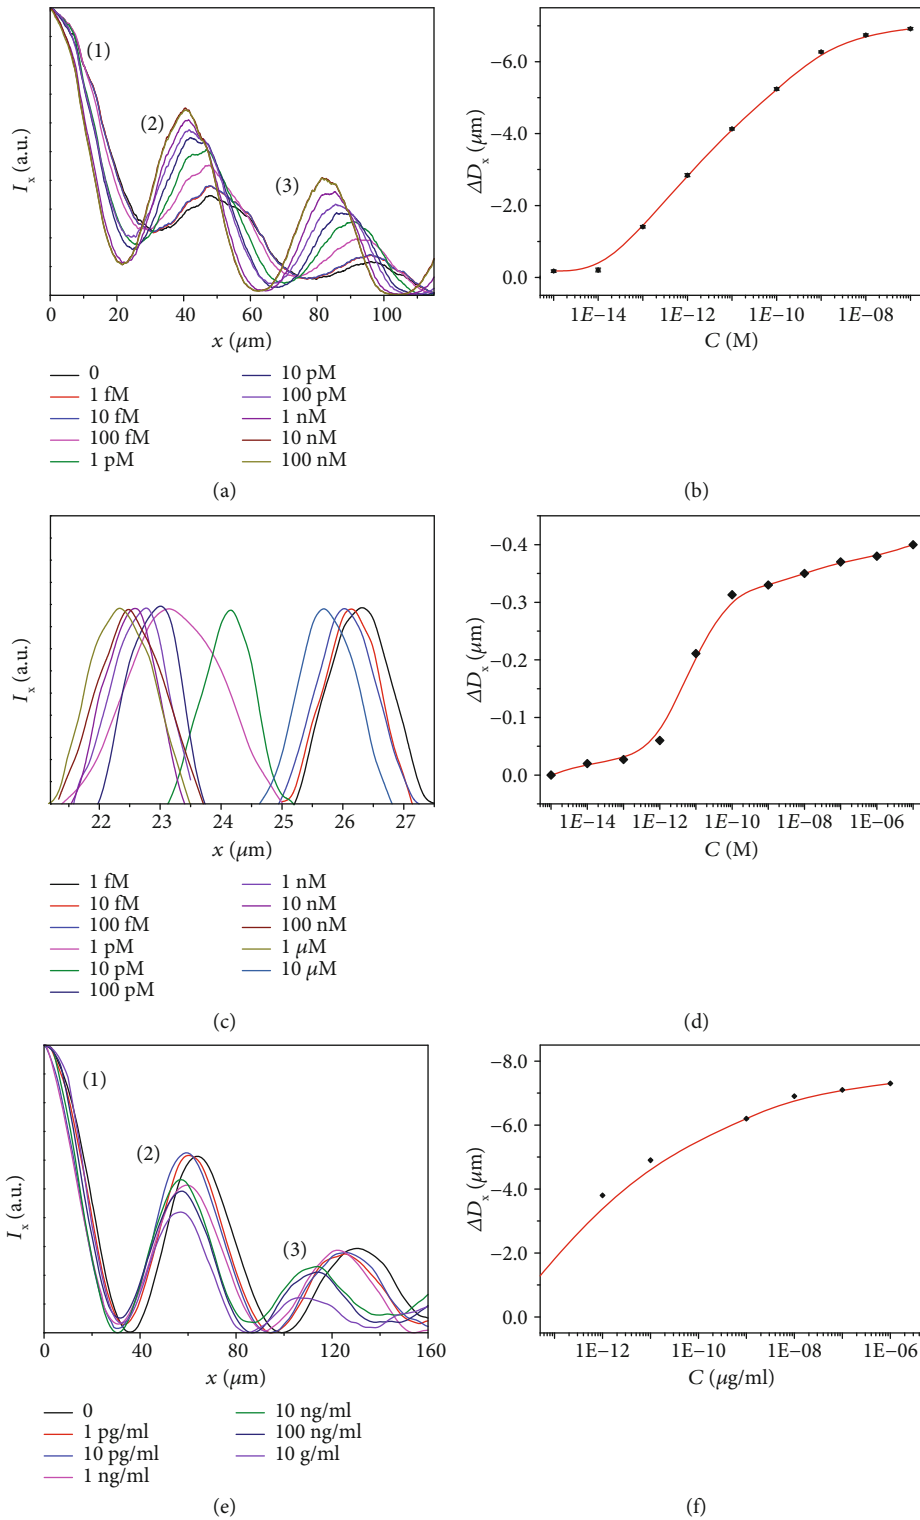 (1)
(2)
(3)
I_x (a.u.)
0 20 40 60 80 100
x (μm)
0 10 pM
1 fM 100 pM
10 fM 1 nM
100 fM 10 nM
1 pM 100 nM
(a)
−6.0
−4.0
−2.0
0.0
ΔD_x (μm)
1E−14 1E−12 1E−10 1E−08
C (M)
(b)
I_x (a.u.)
22 23 24 25 26 27
x (μm)
1 fM 1 nM
10 fM 10 nM
100 fM 100 nM
1 pM 1 μM
10 pM 10 μM
100 pM
(c)
−0.4
−0.3
−0.2
−0.1
0.0
ΔD_x (μm)
1E−14 1E−12 1E−10 1E−08 1E−06
C (M)
(d)
(1)
(2)
(3)
I_x (a.u.)
0 40 80 120 160
x (μm)
0 10 ng/ml
1 pg/ml 100 ng/ml
10 pg/ml 10 g/ml
1 ng/ml
(e)
−8.0
−6.0
−4.0
−2.0
0.0
ΔD_x (μm)
1E−12 1E−10 1E−08 1E−06
C (μg/ml)
(f)